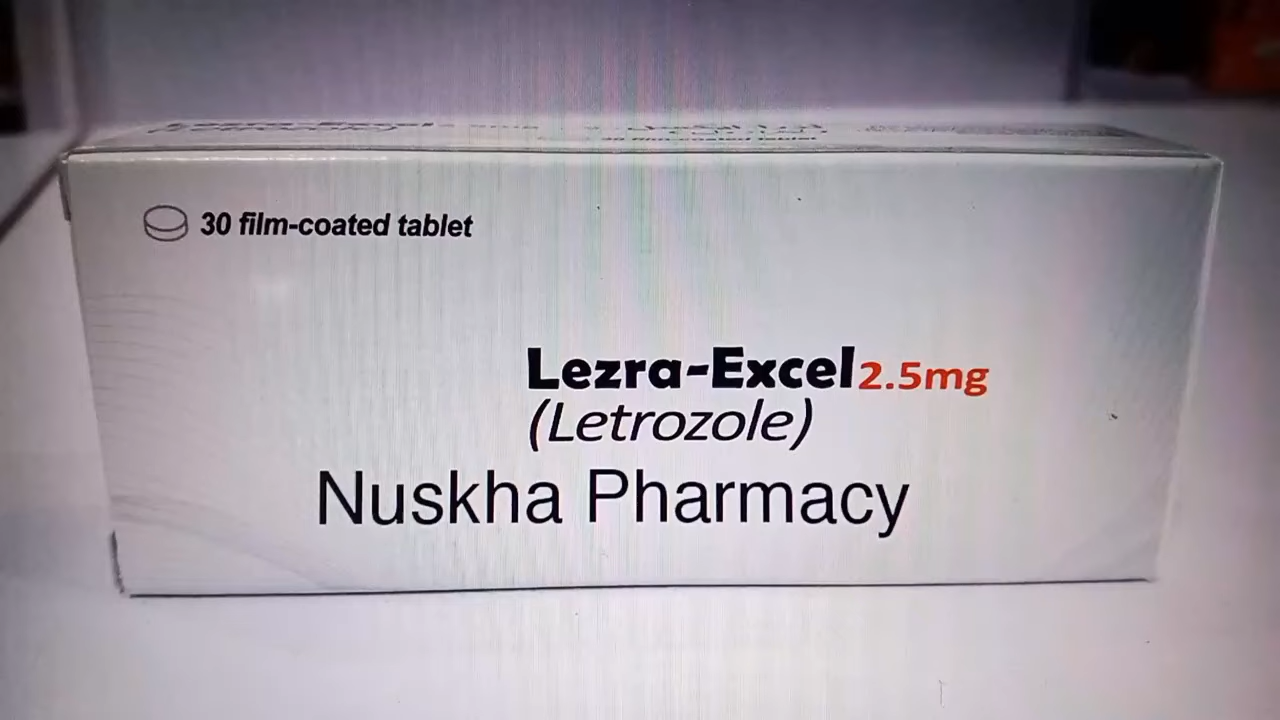 30 film-coated tablet
Lezra-Excel 2.5mg
(Letrozole)
Nuskha Pharmacy